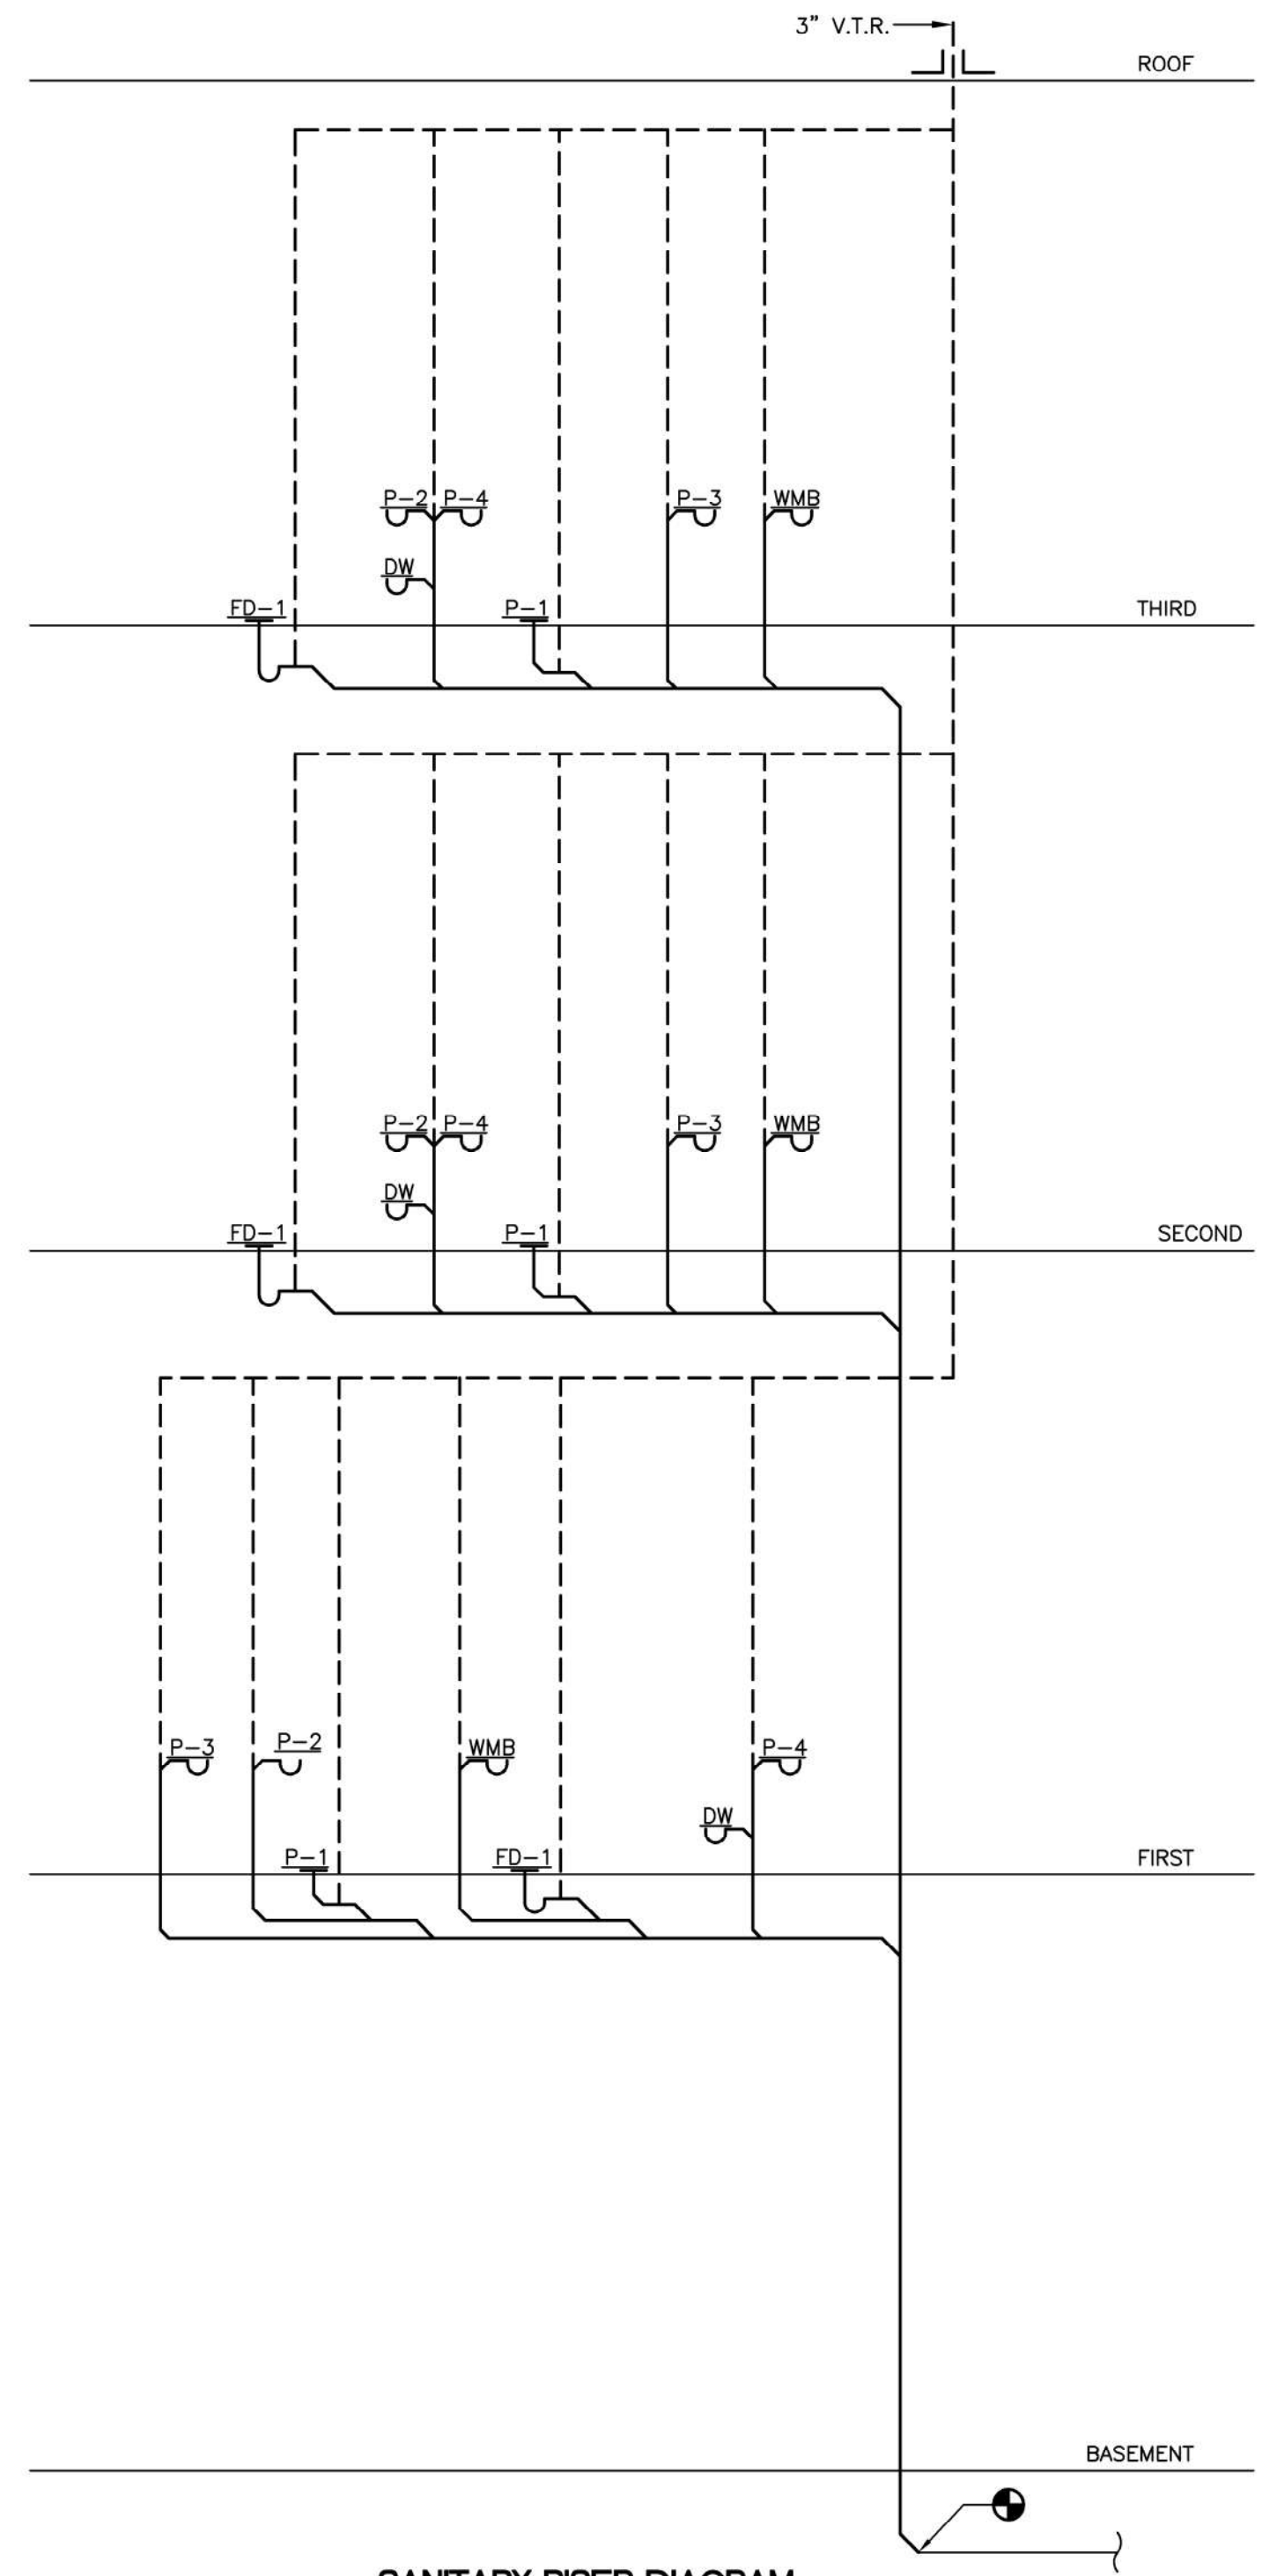 3” V.T.R.
ROOF
P-2 P-4 P-3 WMB
DW
FD-1 P-1 THIRD
P-2 P-4 P-3 WMB
DW
FD-1 P-1 SECOND
P-3 P-2 WMB P-4
DW
P-1 FD-1 FIRST
BASEMENT
SANITARY RISER DIAGRAM